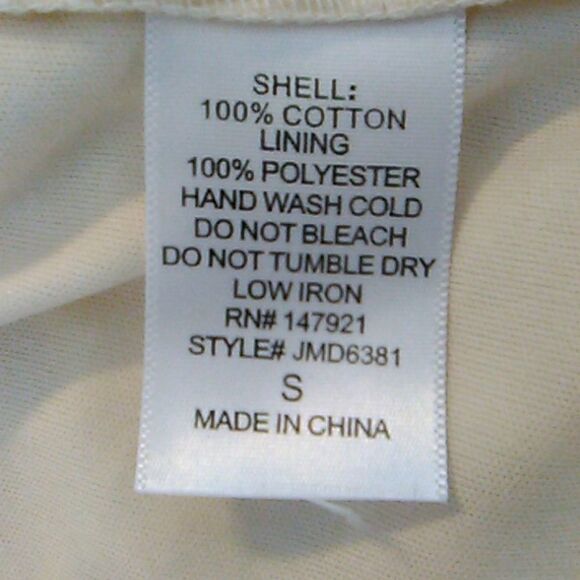 SHELL:
100% COTTON
LINING
100% POLYESTER
HAND WASH COLD
DO NOT BLEACH
DO NOT TUMBLE DRY
LOW IRON
RN# 147921
STYLE# JMD6381
S
MADE IN CHINA